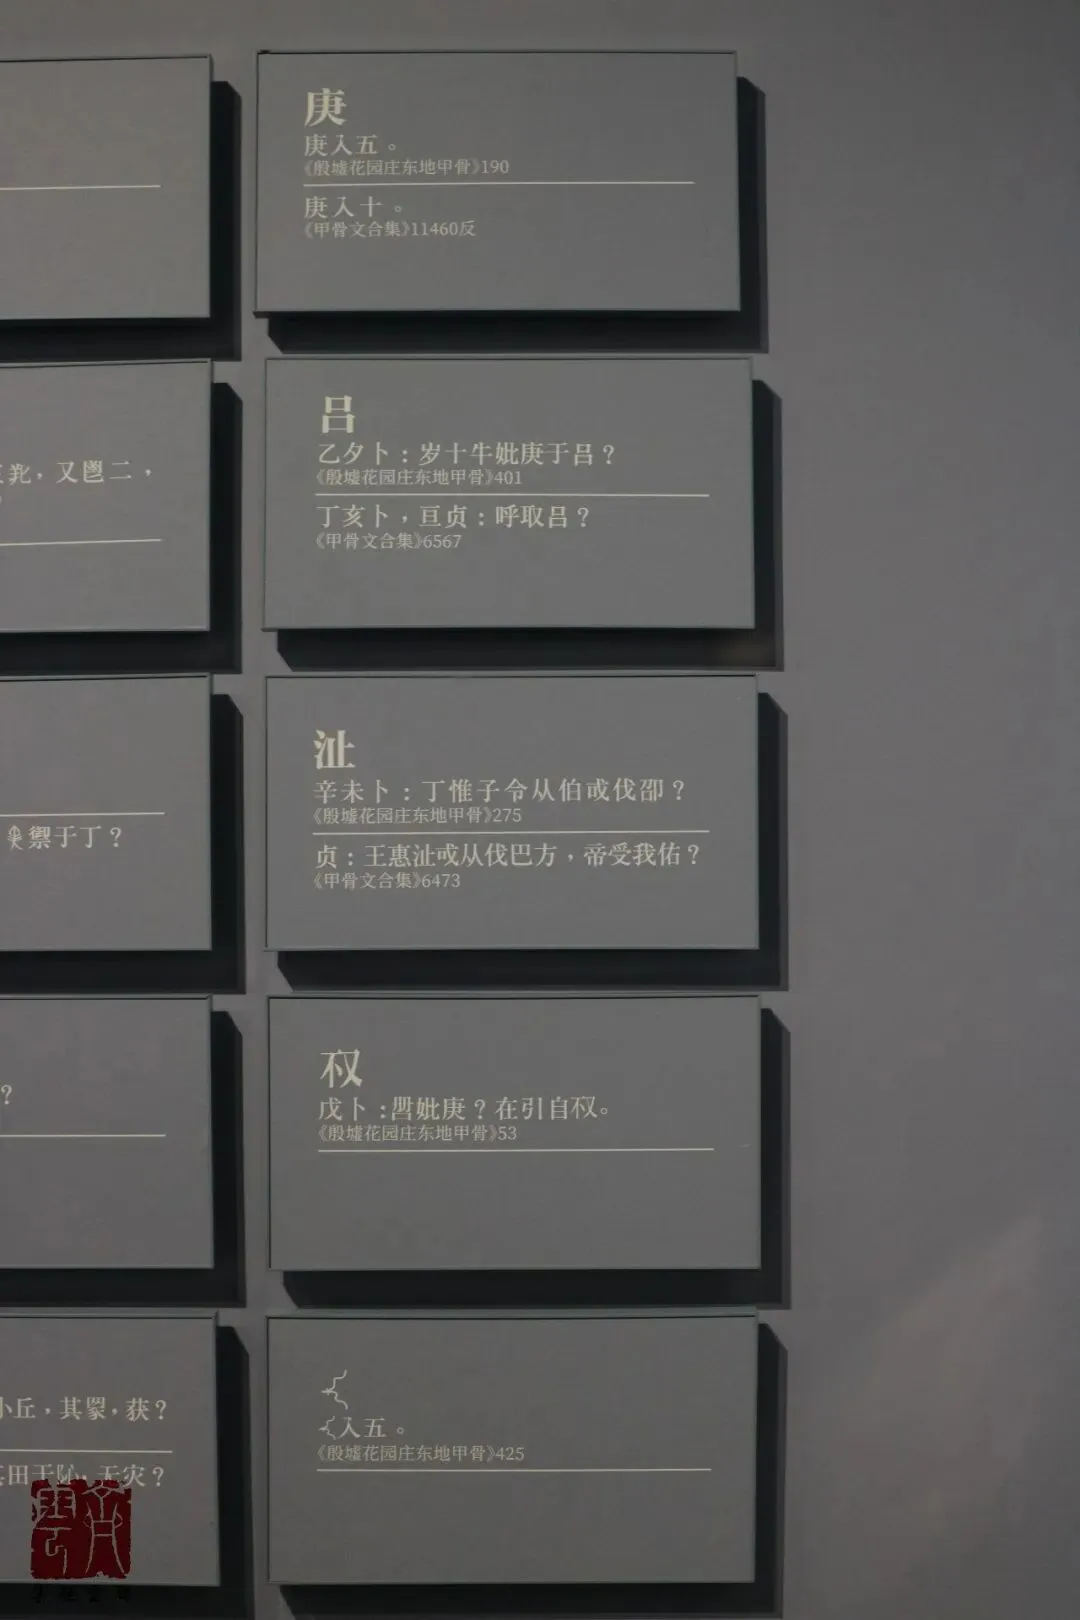 庚
庚入五。
《殷墟花园庄东地甲骨》190
庚入十。
《甲骨文合集》11460反
吕
乙夕卜：岁十牛妣庚于吕？
《殷墟花园庄东地甲骨》401
丁亥卜，亘贞：呼取吕？
《甲骨文合集》6567
沚
辛未卜：丁惟子令从伯或伐卲？
《殷墟花园庄东地甲骨》275
贞：王惠沚或从伐巴方，帝受我佑？
《甲骨文合集》6473
㕚
戊卜：妣庚？在引自。
《殷墟花园庄东地甲骨》53
入五。
《殷墟花园庄东地甲骨》425
，又鬯二，
禦于丁？
？
小丘，其，获？
其田于，无灾？